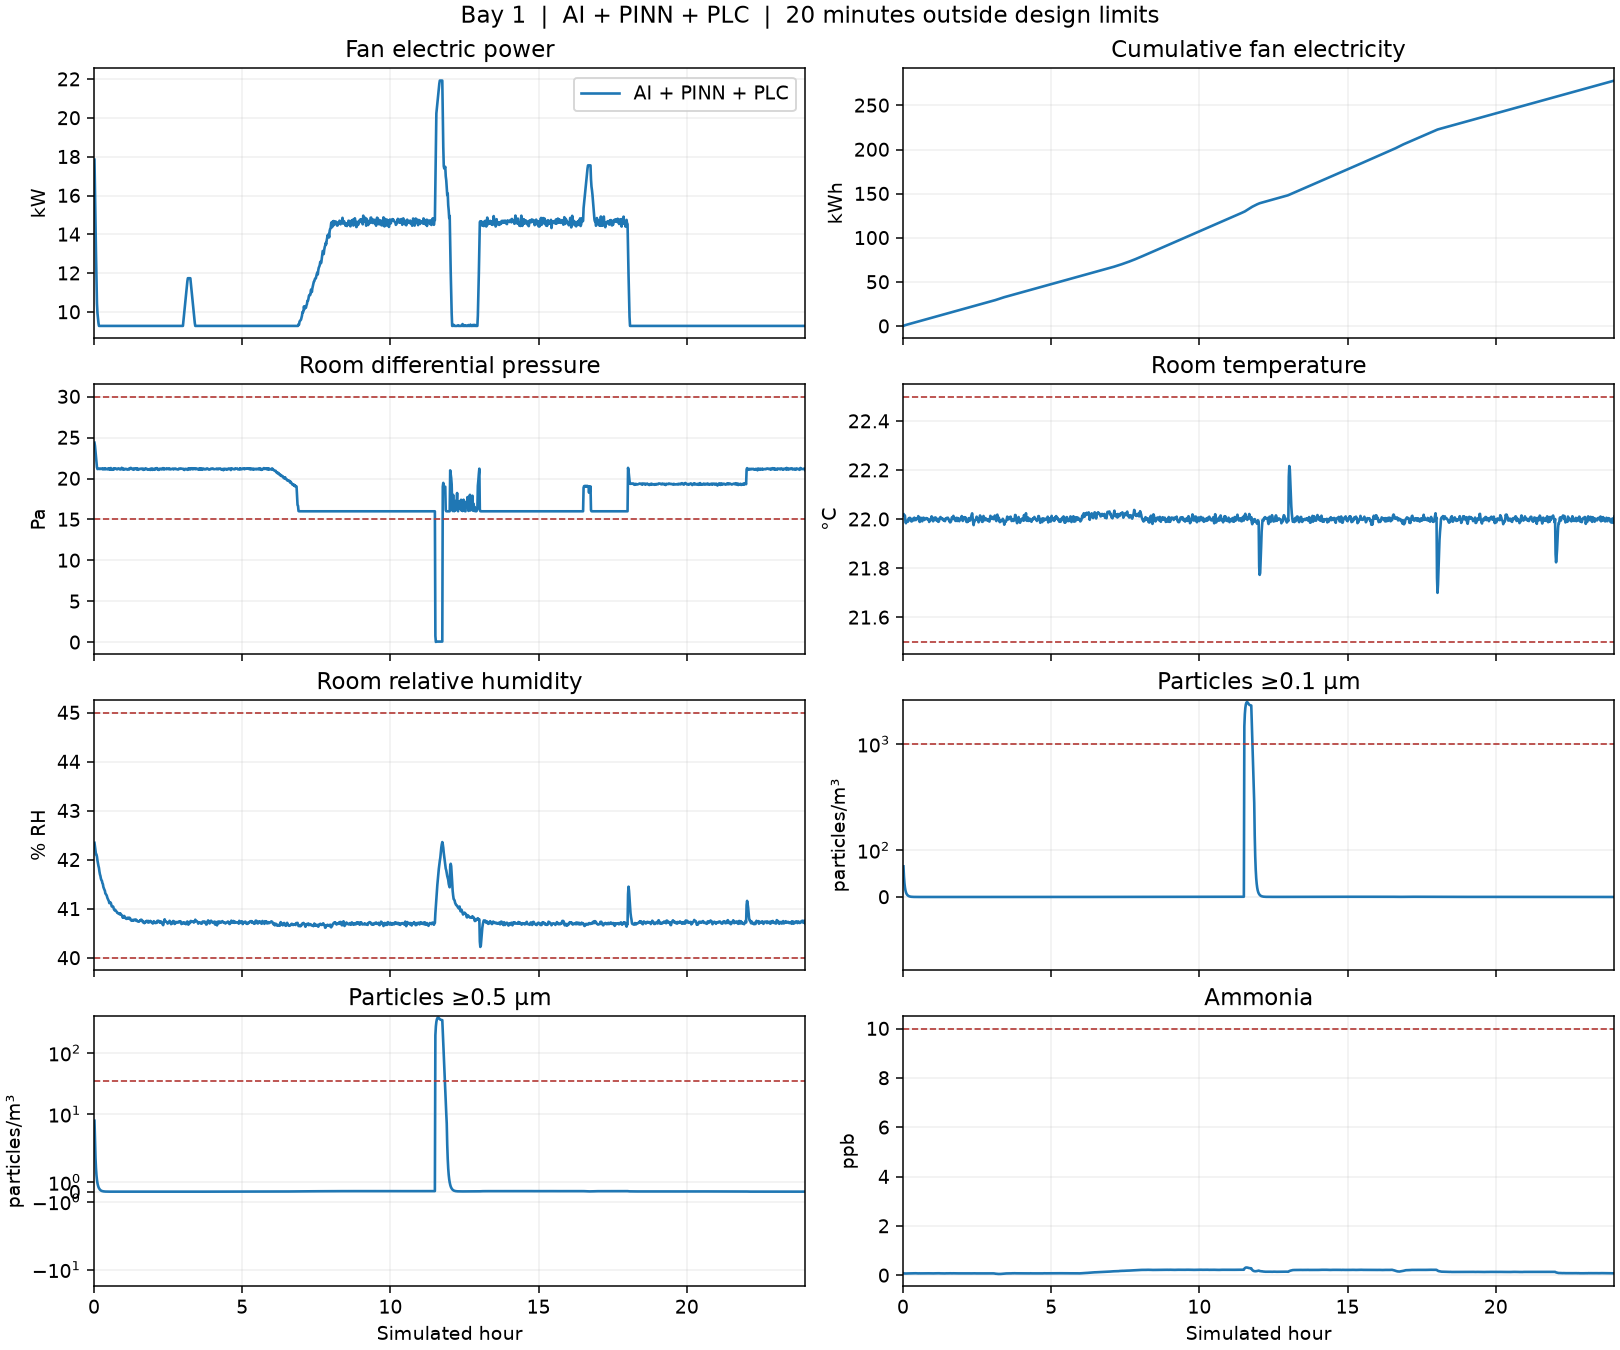 Bay 1 | AI + PINN + PLC | 20 minutes outside design limits
Fan electric power
kW
22
20
18
16
14
12
10
AI + PINN + PLC
Cumulative fan electricity
kWh
250
200
150
100
50
0
Room differential pressure
Pa
30
25
20
15
10
5
0
Room temperature
°C
22.4
22.2
22.0
21.8
21.6
Room relative humidity
% RH
45
44
43
42
41
40
Particles ≥0.1 µm
particles/m³
10³
10²
0
Particles ≥0.5 µm
particles/m³
10²
10¹
10⁰
0
−10⁰
−10¹
0 5 10 15 20
Simulated hour
Ammonia
ppb
10
8
6
4
2
0
0 5 10 15 20
Simulated hour